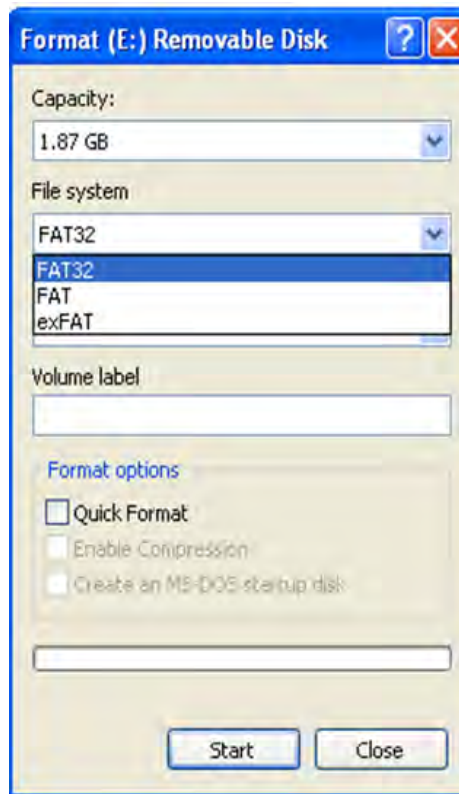 Format (E:) Removable Disk
Capacity:
1.87 GB
File system
FAT32
FAT32
FAT
exFAT
Volume label
Format options
Quick Format
Enable Compression
Create an MS-DOS startup disk
Start Close